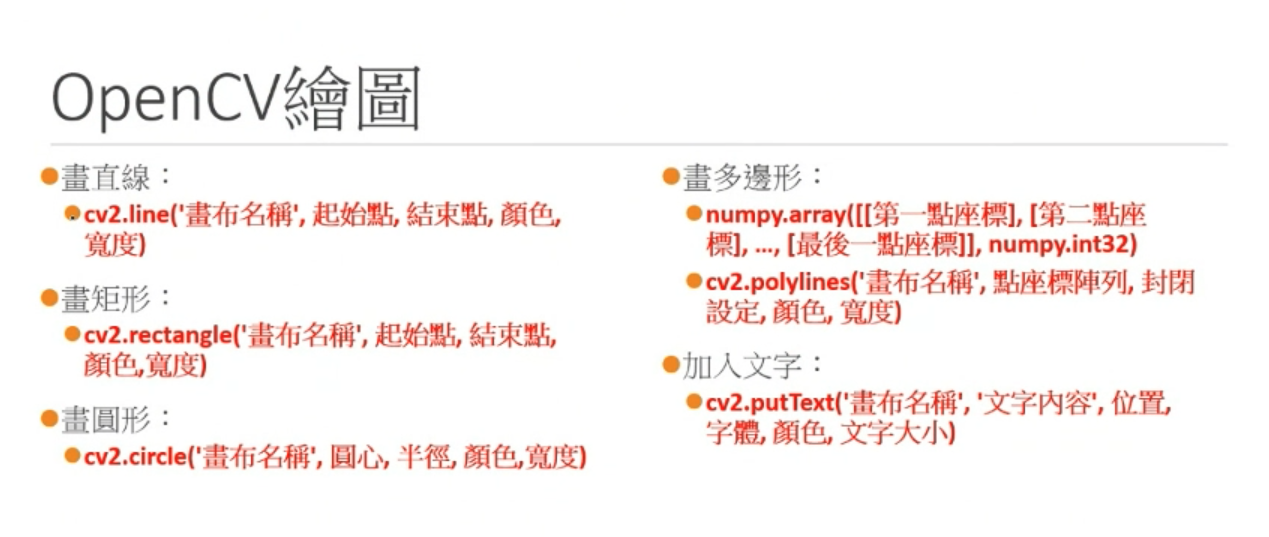 OpenCV繪圖
畫直線：
cv2.line('畫布名稱', 起始點, 結束點, 顏色,
寬度)
畫矩形：
cv2.rectangle('畫布名稱', 起始點, 結束點,
顏色,寬度)
畫圓形：
cv2.circle('畫布名稱', 圓心, 半徑, 顏色,寬度)
畫多邊形：
numpy.array([[第一點座標], [第二點座
標], ..., [最後一點座標]], numpy.int32)
cv2.polylines('畫布名稱', 點座標陣列, 封閉
設定, 顏色, 寬度)
加入文字：
cv2.putText('畫布名稱', '文字內容', 位置,
字體, 顏色, 文字大小)